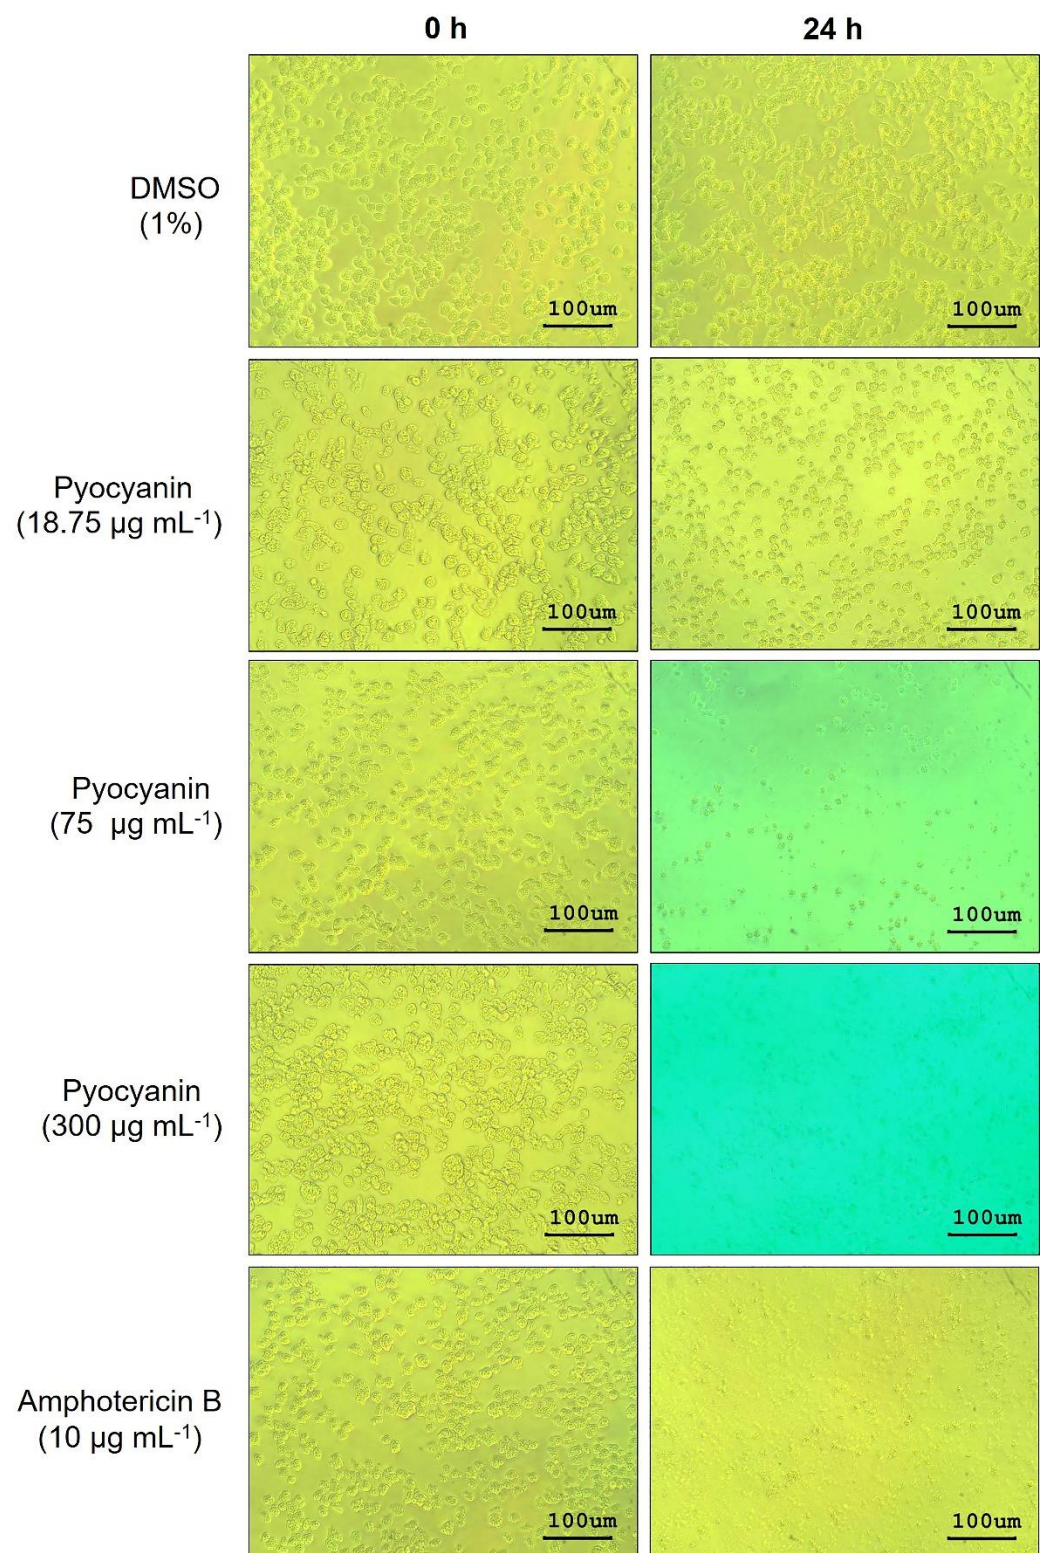 0 h 24 h
DMSO
(1%)
100um 100um
Pyocyanin
(18.75 µg mL-1)
100um 100um
Pyocyanin
(75 µg mL-1)
100um 100um
Pyocyanin
(300 µg mL-1)
100um 100um
Amphotericin B
(10 µg mL-1)
100um 100um